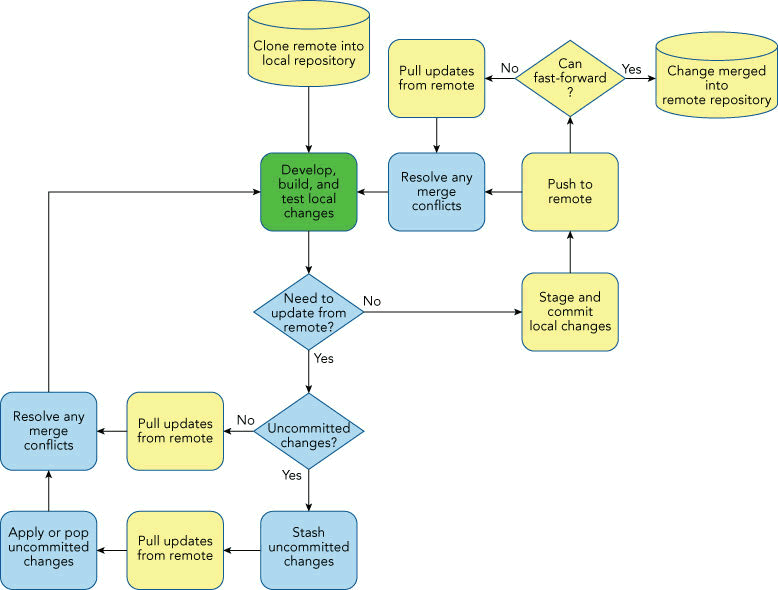 Clone remote into
local repository
Pull updates
from remote
No
Can
fast-forward
?
Yes
Change merged
into
remote repository
Develop,
build, and
test local
changes
Resolve any
merge
conflicts
Push to
remote
Need to
update from
remote?
No
Stage and
commit
local changes
Yes
Resolve any
merge
conflicts
Pull updates
from remote
No
Uncommitted
changes?
Yes
Apply or pop
uncommitted
changes
Pull updates
from remote
Stash
uncommitted
changes